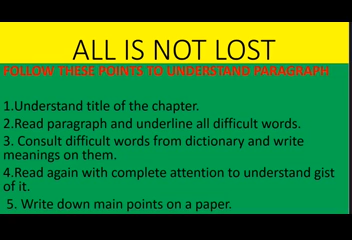 ALL IS NOT LOST
FOLLOW THESE POINTS TO UNDERSTAND PARAGRAPH
1.Understand title of the chapter.
2.Read paragraph and underline all difficult words.
3. Consult difficult words from dictionary and write
meanings on them.
4.Read again with complete attention to understand gist
of it.
5. Write down main points on a paper.